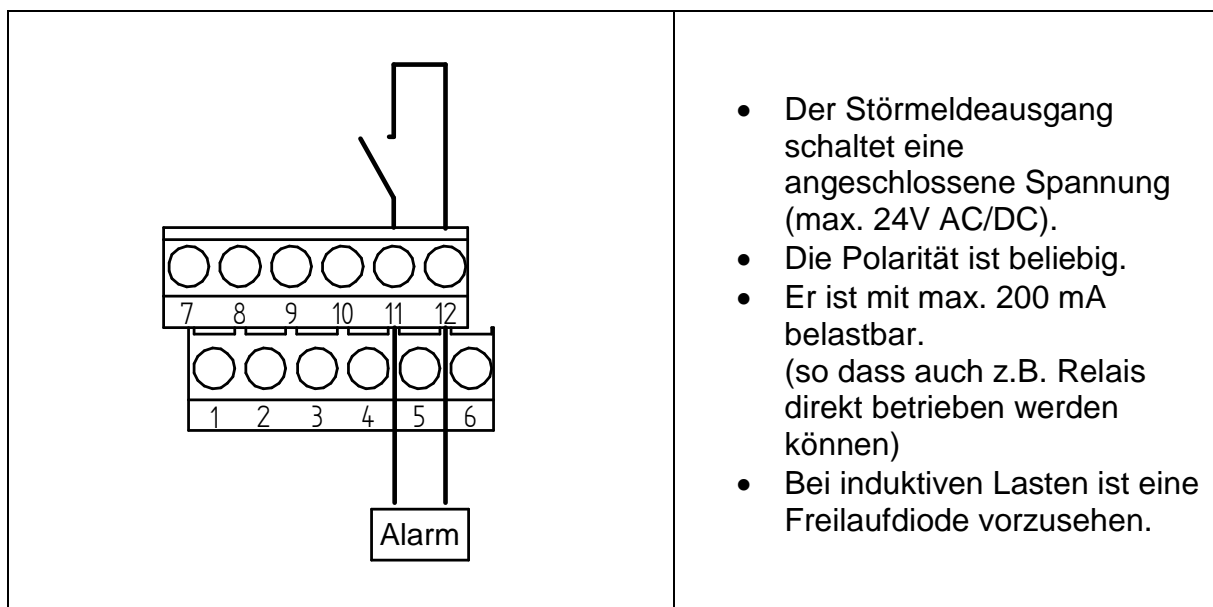 7 8 9 10 11 12
1 2 3 4 5 6
Alarm
• Der Störmeldeausgang
schaltet eine
angeschlossene Spannung
(max. 24V AC/DC).
• Die Polarität ist beliebig.
• Er ist mit max. 200 mA
belastbar.
(so dass auch z.B. Relais
direkt betrieben werden
können)
• Bei induktiven Lasten ist eine
Freilaufdiode vorzusehen.